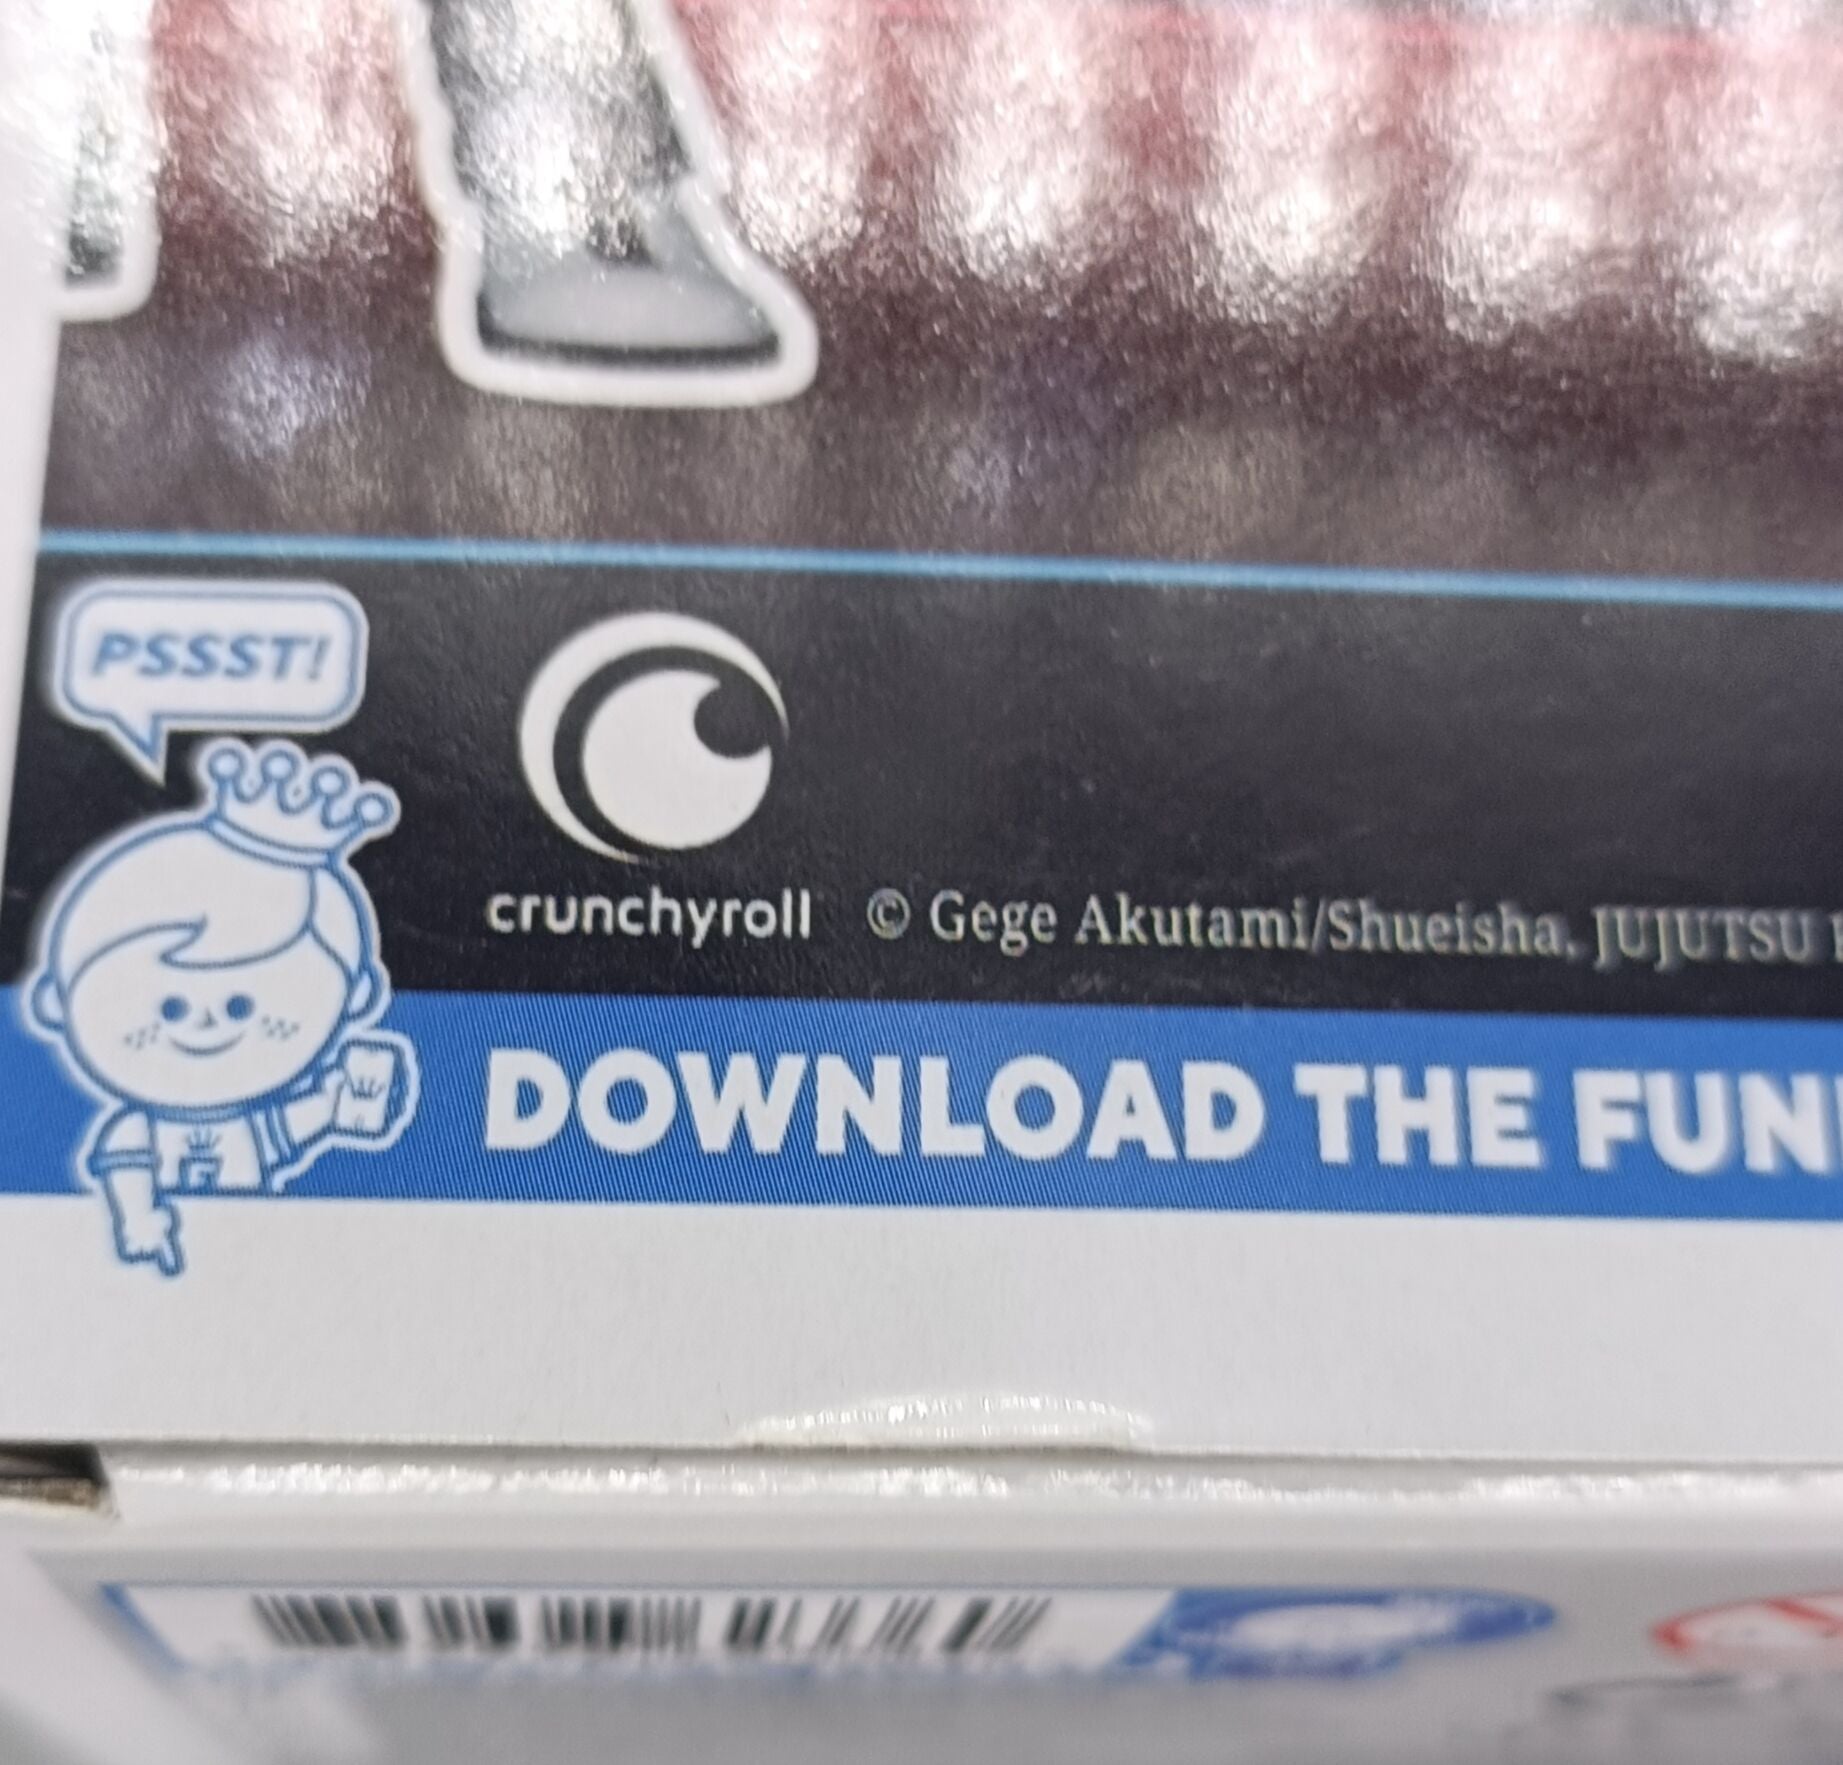 PSSST!
crunchyroll
© Gege Akutami/Shueisha, JUJUTSU
DOWNLOAD THE FUN